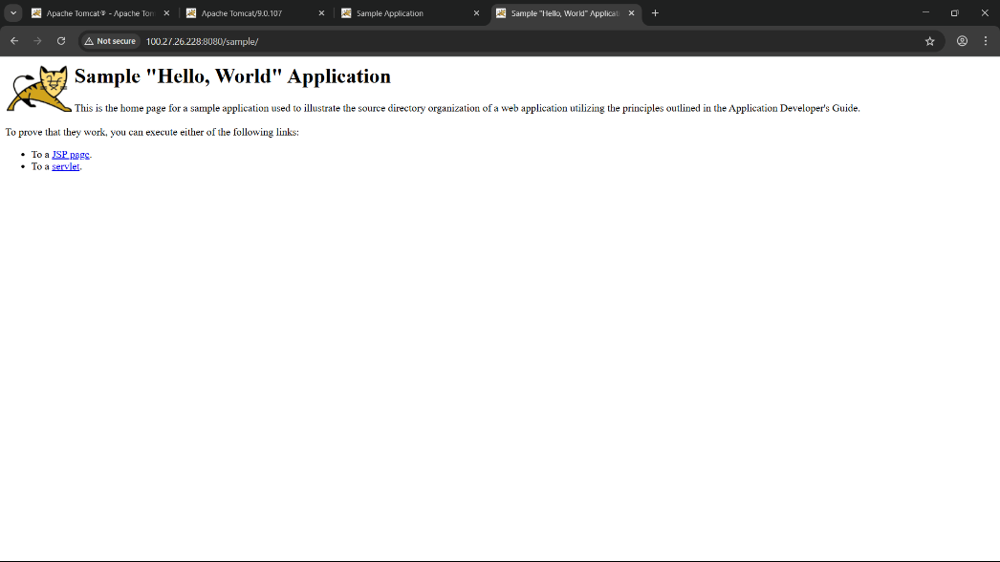 Apache Tomcat® - Apache Ton
Apache Tomcat/9.0.107
Sample Application
Sample "Hello, World" Applicati
Not secure
100.27.26.228:8080/sample/
Sample "Hello, World" Application
This is the home page for a sample application used to illustrate the source directory organization of a web application utilizing the principles outlined in the Application Developer's Guide.
To prove that they work, you can execute either of the following links:
• To a JSP page.
• To a servlet.